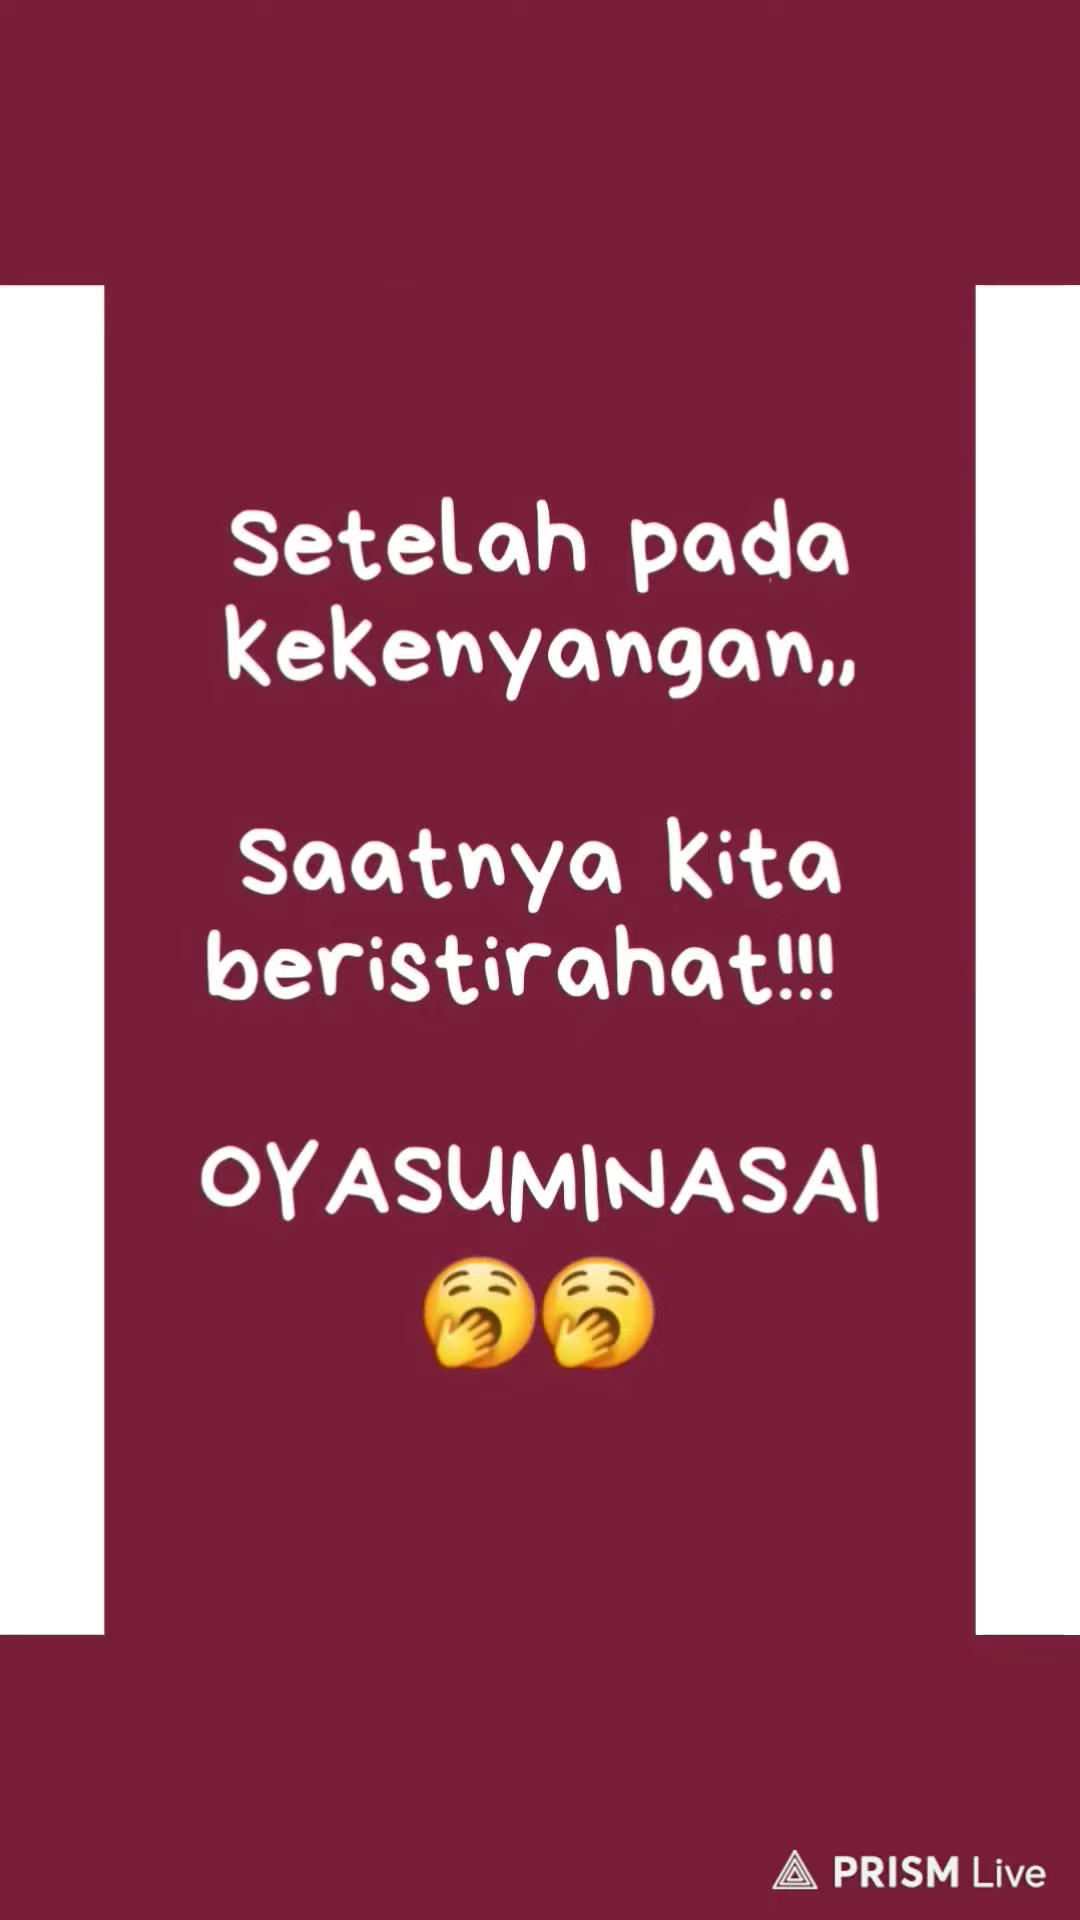 Setelah pada
kekenyangan,,
Saatnya kita
beristirahat!!!
OYASUMINASAI
🥱🥱
PRISM Live